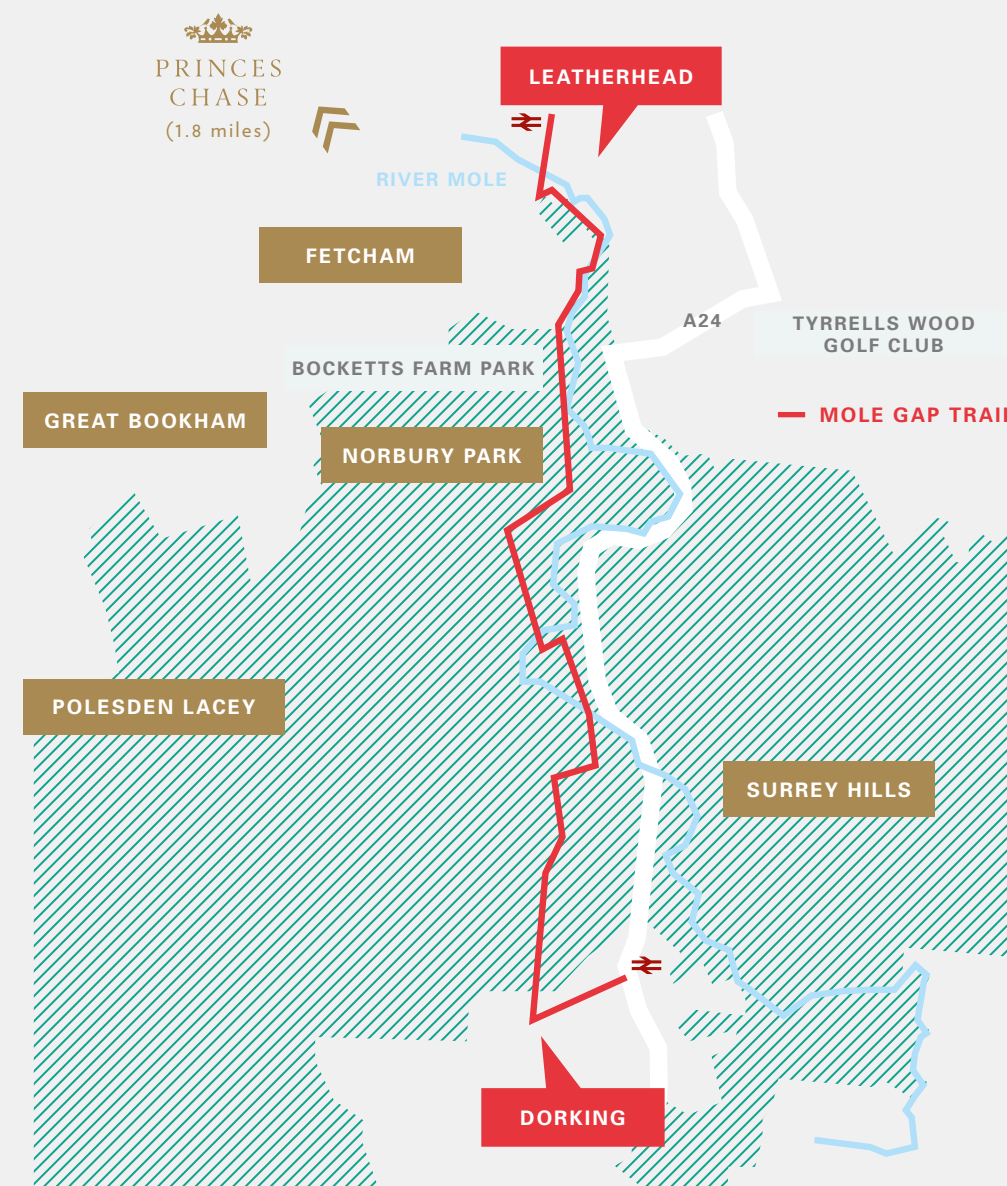 PRINCES
CHASE
(1.8 miles)
LEATHERHEAD
RIVER MOLE
FETCHAM
A24
TYRRELLS WOOD
GOLF CLUB
BOCKETTS FARM PARK
GREAT BOOKHAM
MOLE GAP TRAI
NORBURY PARK
POLESDEN LACEY
SURREY HILLS
DORKING